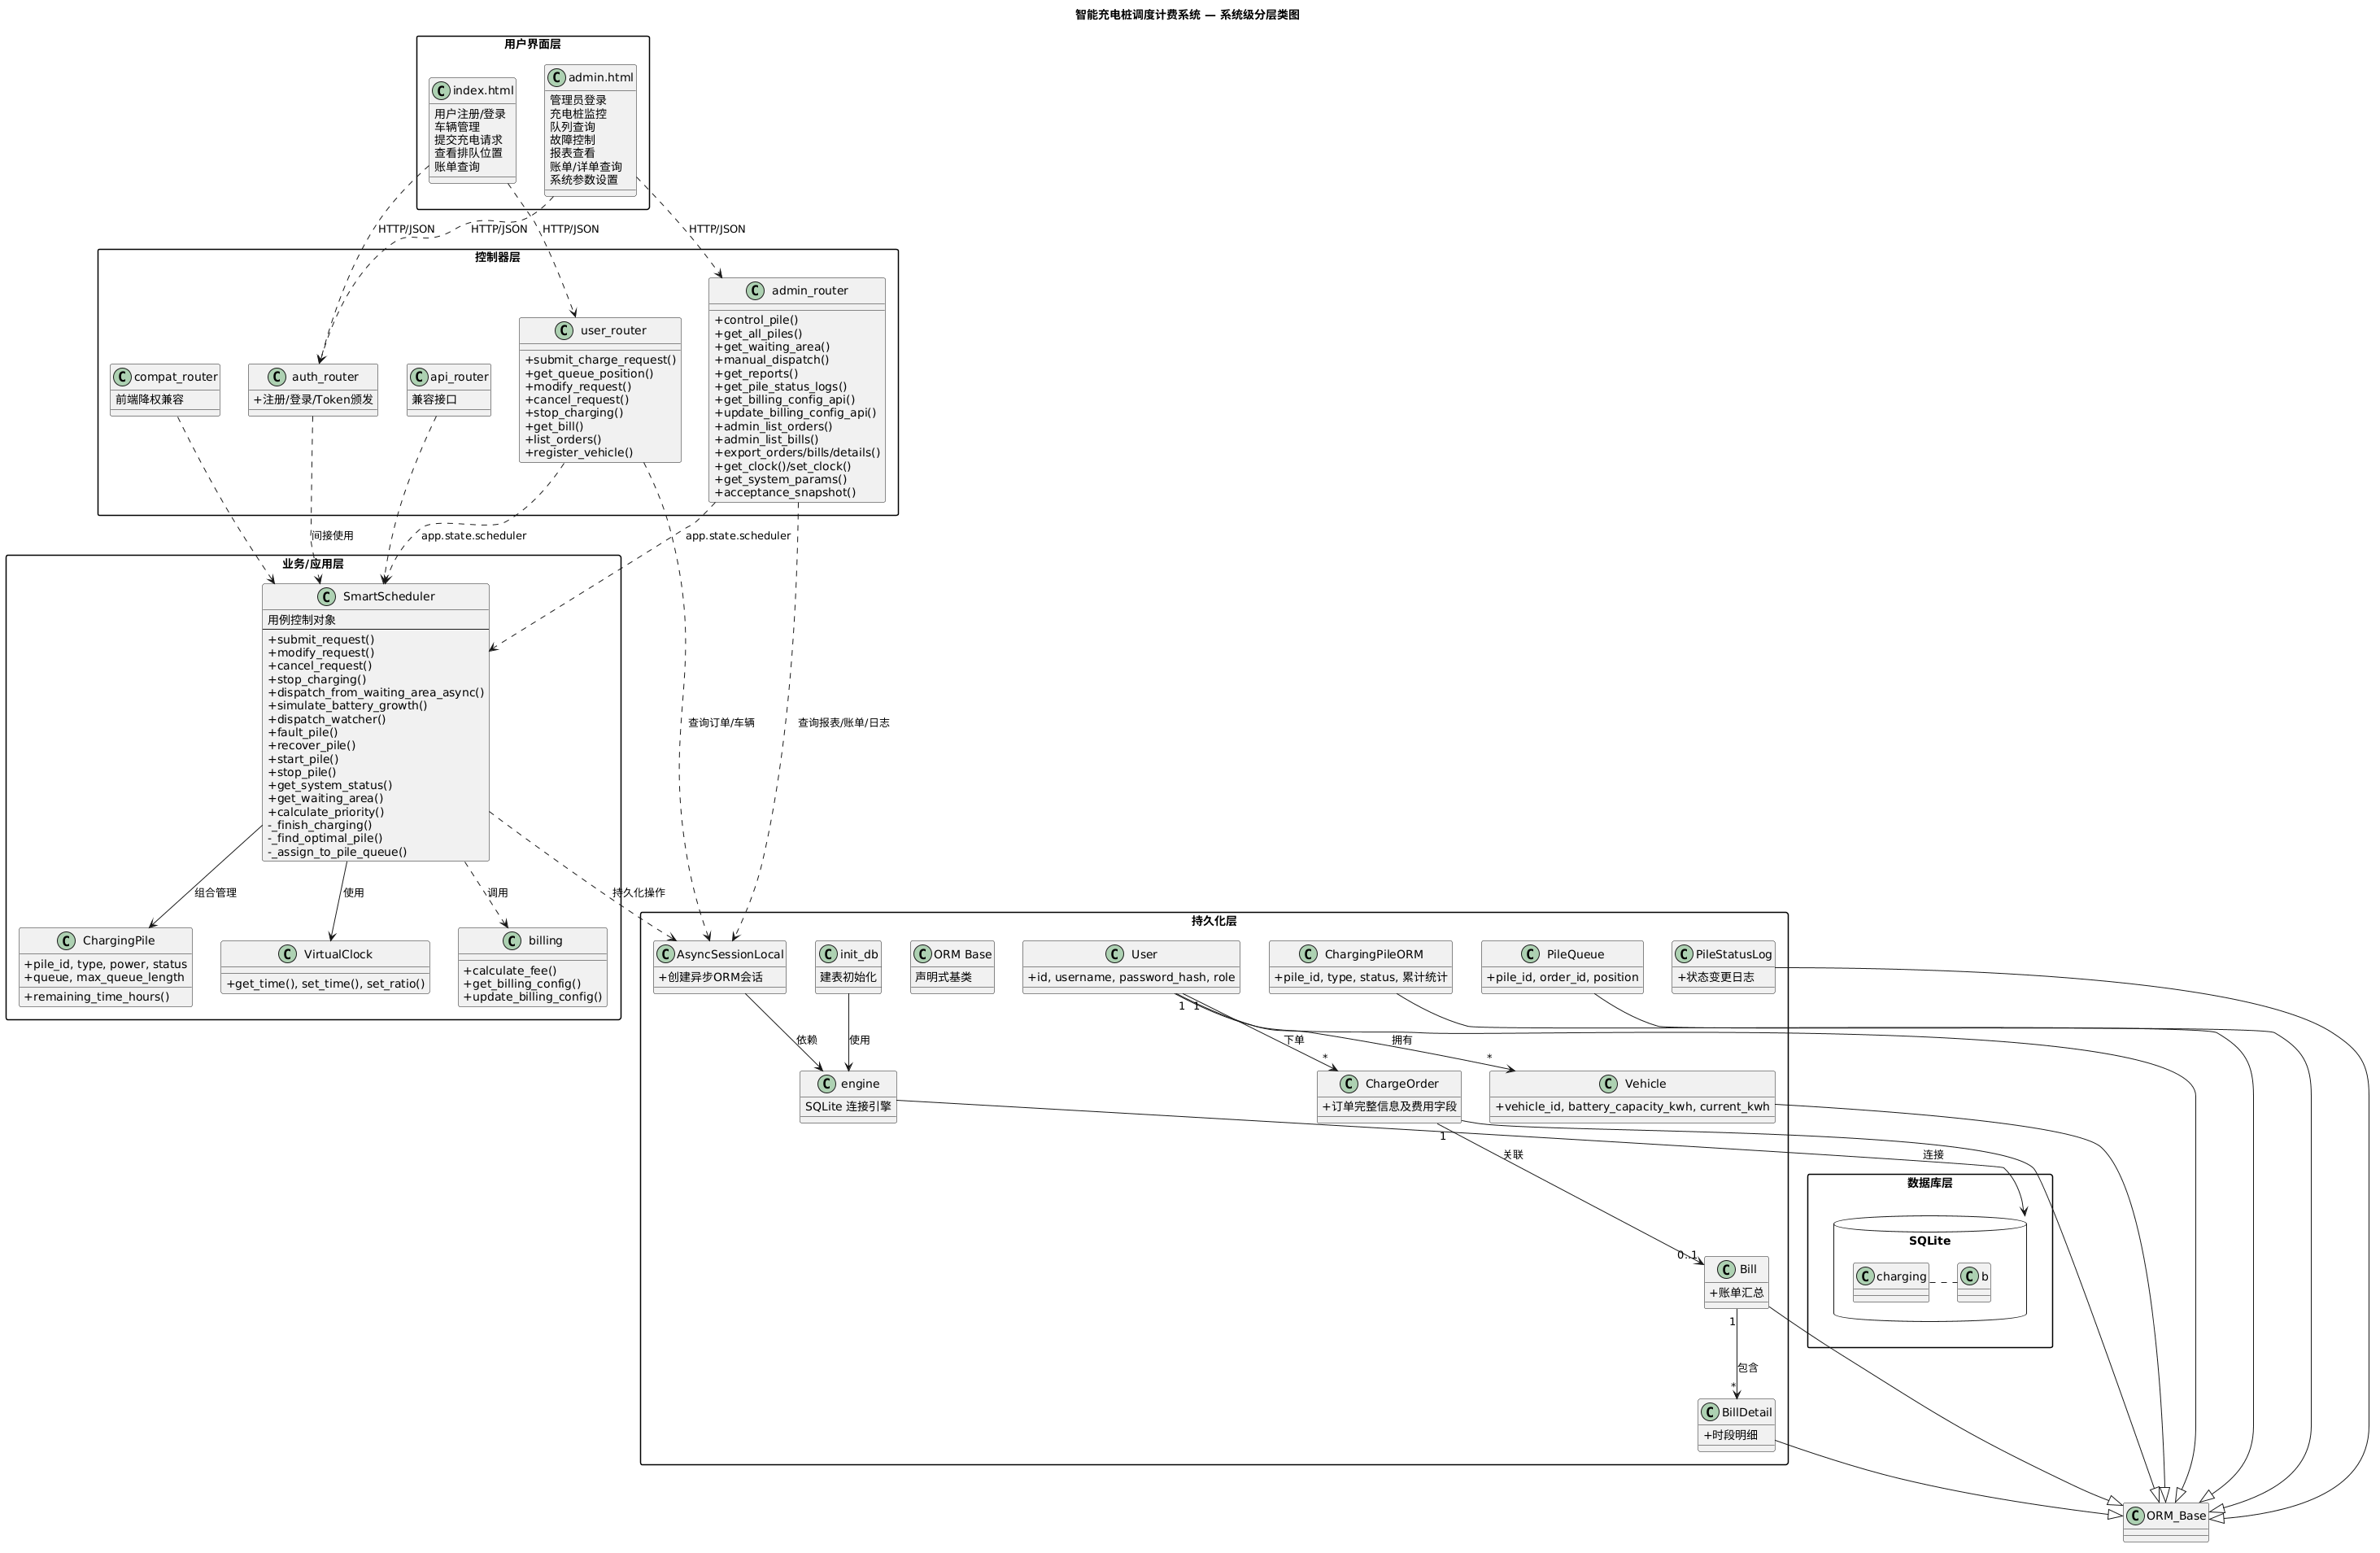 智能充电桩调度计费系统 — 系统级分层类图
用户界面层
C index.html
用户注册/登录
车辆管理
提交充电请求
查看排队位置
账单查询
C admin.html
管理员登录
充电桩监控
队列查询
故障控制
报表查看
账单/详单查询
系统参数设置
HTTP/JSON
HTTP/JSON
HTTP/JSON
HTTP/JSON
控制器层
C compat_router
前端降权兼容
C auth_router
+注册/登录/Token颁发
C api_router
兼容接口
C user_router
+submit_charge_request()
+get_queue_position()
+modify_request()
+cancel_request()
+stop_charging()
+get_bill()
+list_orders()
+register_vehicle()
C admin_router
+control_pile()
+get_all_piles()
+get_waiting_area()
+manual_dispatch()
+get_reports()
+get_pile_status_logs()
+get_billing_config_api()
+update_billing_config_api()
+admin_list_orders()
+admin_list_bills()
+export_orders/bills/details()
+get_clock()/set_clock()
+get_system_params()
+acceptance_snapshot()
间接使用
app.state.scheduler
app.state.scheduler
业务/应用层
C SmartScheduler
用例控制对象
+submit_request()
+modify_request()
+cancel_request()
+stop_charging()
+dispatch_from_waiting_area_async()
+simulate_battery_growth()
+dispatch_watcher()
+fault_pile()
+recover_pile()
+start_pile()
+stop_pile()
+get_system_status()
+get_waiting_area()
+calculate_priority()
-_finish_charging()
-_find_optimal_pile()
-_assign_to_pile_queue()
查询订单/车辆
查询报表/账单/日志
组合管理
使用
调用
持久化操作
C ChargingPile
+pile_id, type, power, status
+queue, max_queue_length
+remaining_time_hours()
C VirtualClock
+get_time(), set_time(), set_ratio()
C billing
+calculate_fee()
+get_billing_config()
+update_billing_config()
持久化层
C AsyncSessionLocal
+创建异步ORM会话
C init_db
建表初始化
C ORM Base
声明式基类
C User
+id, username, password_hash, role
C ChargingPileORM
+pile_id, type, status, 累计统计
C PileQueue
+pile_id, order_id, position
C PileStatusLog
+状态变更日志
1
1
依赖
使用
下单
拥有
*
*
C engine
SQLite 连接引擎
C ChargeOrder
+订单完整信息及费用字段
C Vehicle
+vehicle_id, battery_capacity_kwh, current_kwh
1
关联
连接
0..1
数据库层
SQLite
C charging
C b
C Bill
+账单汇总
1
包含
*
C BillDetail
+时段明细
C ORM_Base